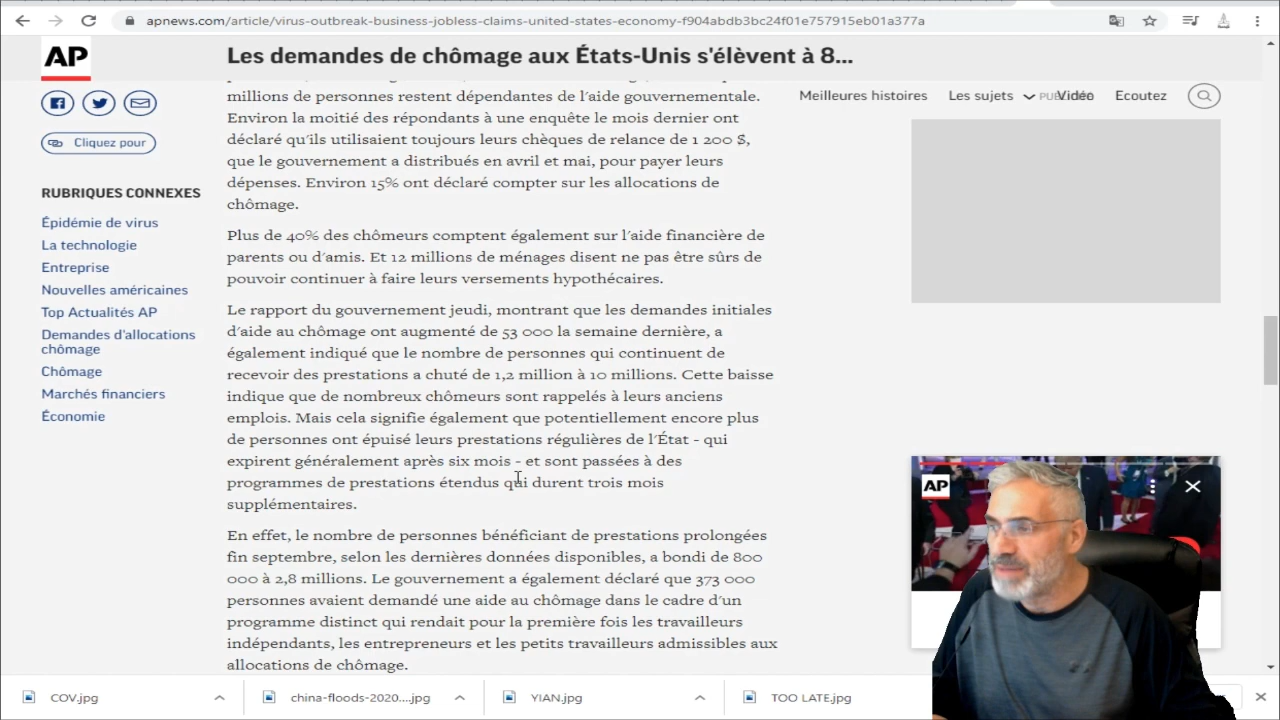 apnews.com/article/virus-outbreak-business-jobless-claims-united-states-economy-f904abdb3bc24f01e757915eb01a377a
AP
Les demandes de chômage aux États-Unis s'élèvent à 8...
Meilleures histoires
Les sujets
Vidéo
Ecoutez
Cliquez pour
RUBRIQUES CONNEXES
Épidémie de virus
La technologie
Entreprise
Nouvelles américaines
Top Actualités AP
Demandes d'allocations
chômage
Chômage
Marchés financiers
Économie
millions de personnes restent dépendantes de l'aide gouvernementale.
Environ la moitié des répondants à une enquête le mois dernier ont
déclaré qu'ils utilisaient toujours leurs chèques de relance de 1 200 $,
que le gouvernement a distribués en avril et mai, pour payer leurs
dépenses. Environ 15% ont déclaré compter sur les allocations de
chômage.
Plus de 40% des chômeurs comptent également sur l'aide financière de
parents ou d'amis. Et 12 millions de ménages disent ne pas être sûrs de
pouvoir continuer à faire leurs versements hypothécaires.
Le rapport du gouvernement jeudi, montrant que les demandes initiales
d'aide au chômage ont augmenté de 53 000 la semaine dernière, a
également indiqué que le nombre de personnes qui continuent de
recevoir des prestations a chuté de 1,2 million à 10 millions. Cette baisse
indique que de nombreux chômeurs sont rappelés à leurs anciens
emplois. Mais cela signifie également que potentiellement encore plus
de personnes ont épuisé leurs prestations régulières de l'État - qui
expirent généralement après six mois - et sont passées à des
programmes de prestations étendus qui durent trois mois
supplémentaires.
En effet, le nombre de personnes bénéficiant de prestations prolongées
fin septembre, selon les dernières données disponibles, a bondi de 800
000 à 2,8 millions. Le gouvernement a également déclaré que 373 000
personnes avaient demandé une aide au chômage dans le cadre d'un
programme distinct qui rendait pour la première fois les travailleurs
indépendants, les entrepreneurs et les petits travailleurs admissibles aux
allocations de chômage.
AP
COV.jpg
china-floods-2020....jpg
YIAN.jpg
TOO LATE.jpg